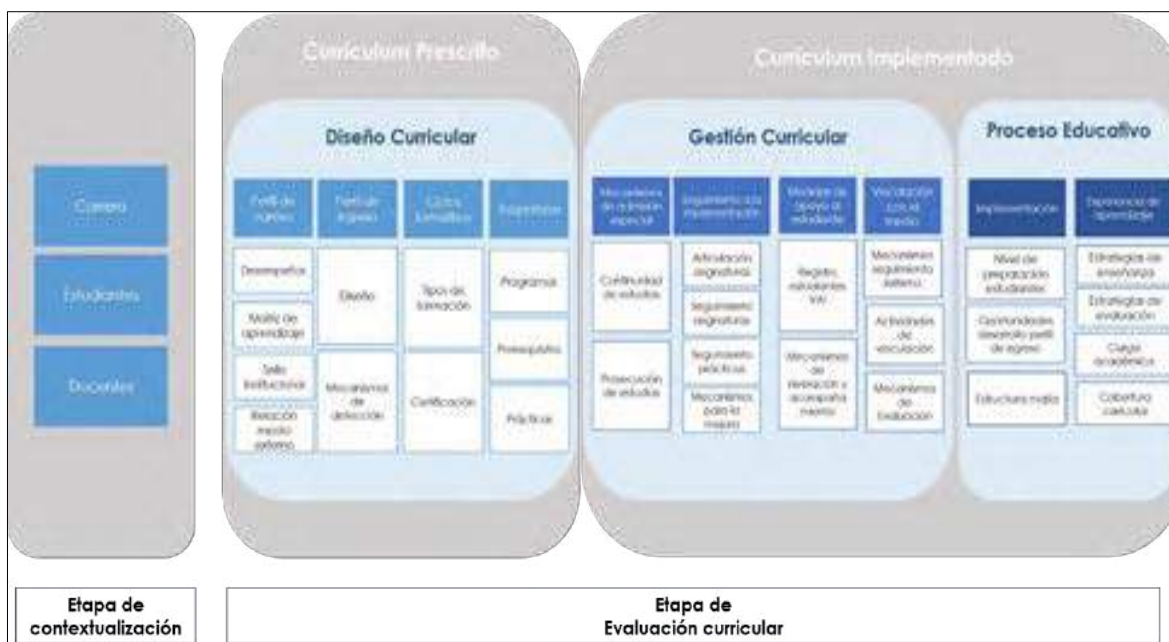 Curriculum Prescrito
Curriculum Implementado
Diseño Curricular
Gestión Curricular
Proceso Educativo
Carrera
Estudiantes
Docentes
Perfil de
egreso
Perfil de
ingreso
Ciclos
formativos
Asignaturas
Mecanismos
de admisión
especial
Seguimiento a la
implementación
de
apoyo al
estudiante
Vinculación
con el
medio
Implementación
Experiencia de
aprendizaje
Desempeños
Matriz de
aprendizaje
Sello
institucional
Relación
medio
externo
Diseño
Mecanismos
de
detección
Tipos de
formación
Certificación
Programas
Prerrequisitos
Prácticas
Continuidad
de estudios
Prosecución
de estudios
Articulación
asignaturas
Seguimiento
asignaturas
Seguimiento
prácticas
Mecanismos
para la
mejora
Registro
estudiantes
Mecanismos
de
y
acompaña
miento
Mecanismos
seguimiento
Actividades
de
vinculación
Mecanismos
de
Evaluación
Nivel de
preparación
estudiantes
Oportunidades
desarrollo perfil
de egreso
Estructura malla
Estrategias de
enseñanza
Estrategias de
evaluación
Carga
académica
Cobertura
curricular
Etapa de
contextualización
Etapa de
Evaluación curricular